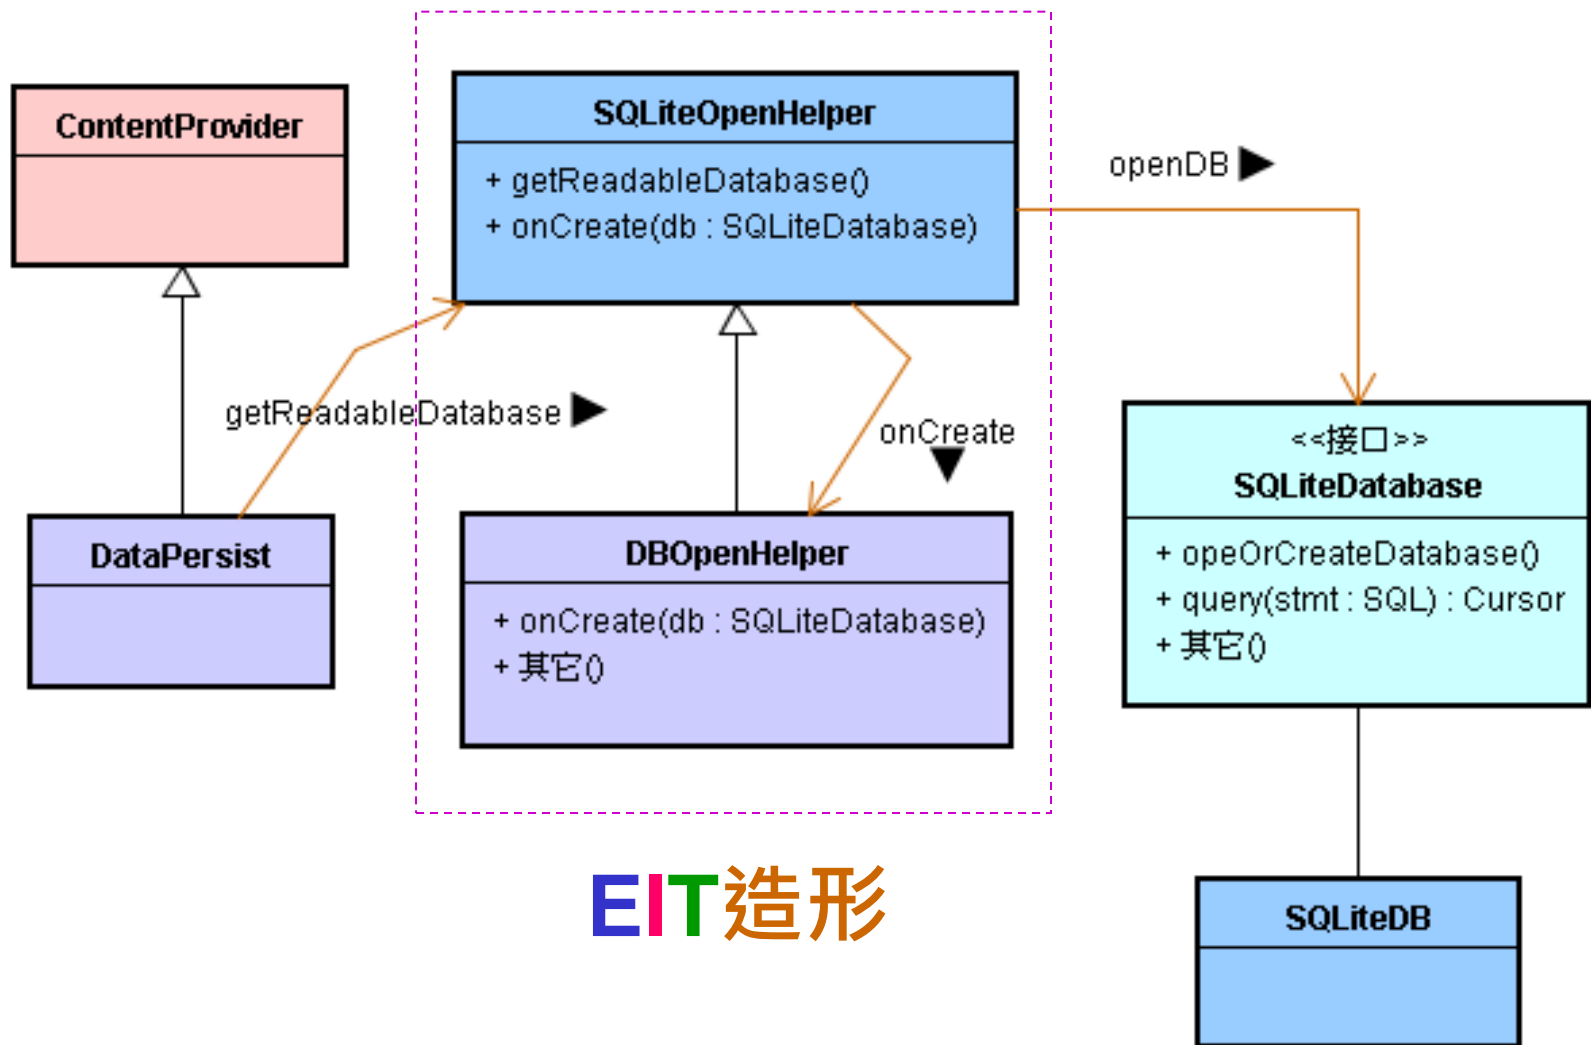 ContentProvider
SQLiteOpenHelper
+ getReadableDatabase()
+ onCreate(db : SQLiteDatabase)
openDB
getReadableDatabase
onCreate
DataPersist
DBOpenHelper
+ onCreate(db : SQLiteDatabase)
+ 其它()
<<接口>>
SQLiteDatabase
+ opeOrCreateDatabase()
+ query(stmt : SQL) : Cursor
+ 其它()
EIT造形
SQLiteDB